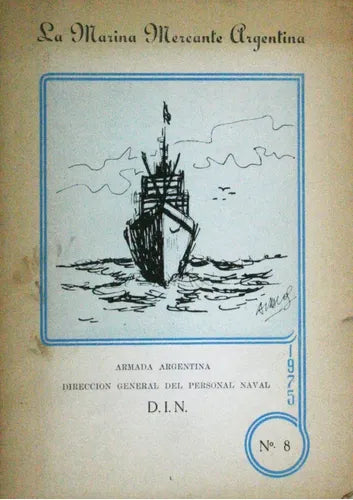 La Marina Mercante Argentina
ARMADA ARGENTINA
DIRECCION GENERAL DEL PERSONAL NAVAL
D.I.N.
1975
Nº. 8